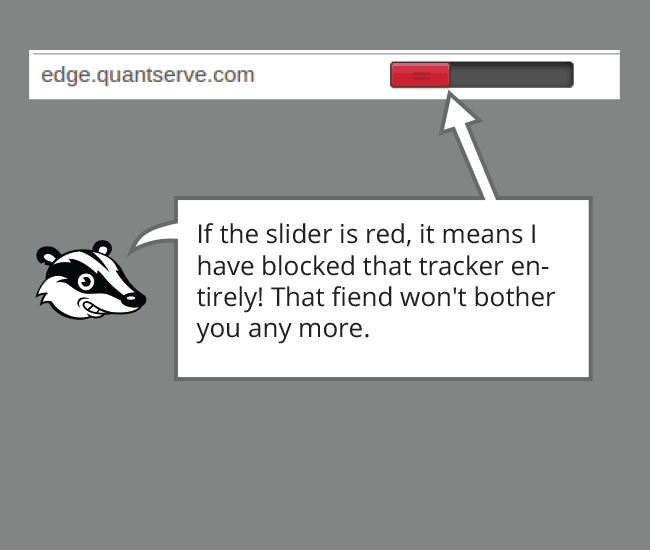 edge.quantserve.com
If the slider is red, it means I
have blocked that tracker en-
tirely! That fiend won't bother
you any more.